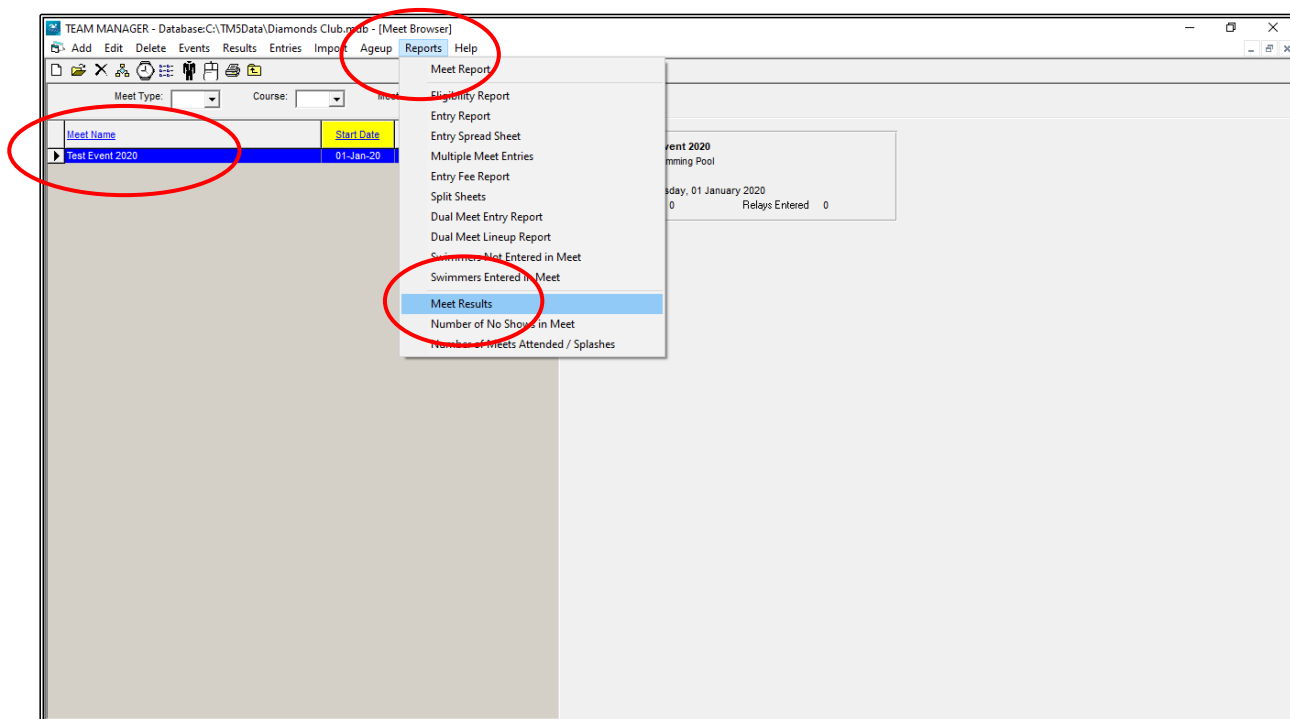 TEAM MANAGER - Database:C:\TM5Data\Diamonds Club.mdb - [Meet Browser]
Add Edit Delete Events Results Entries Import Ageup Reports Help
Meet Type: Course: Meet
Meet Name Start Date
Test Event 2020 01-Jan-20
Meet Report
Eligibility Report
Entry Report
Entry Spread Sheet
Multiple Meet Entries
Entry Fee Report
Split Sheets
Dual Meet Entry Report
Dual Meet Lineup Report
Swimmers Not Entered in Meet
Swimmers Entered in Meet
Meet Results
Number of No Shows in Meet
Number of Meets Attended / Splashes
vent 2020
mming Pool
sday, 01 January 2020
0 Relays Entered 0